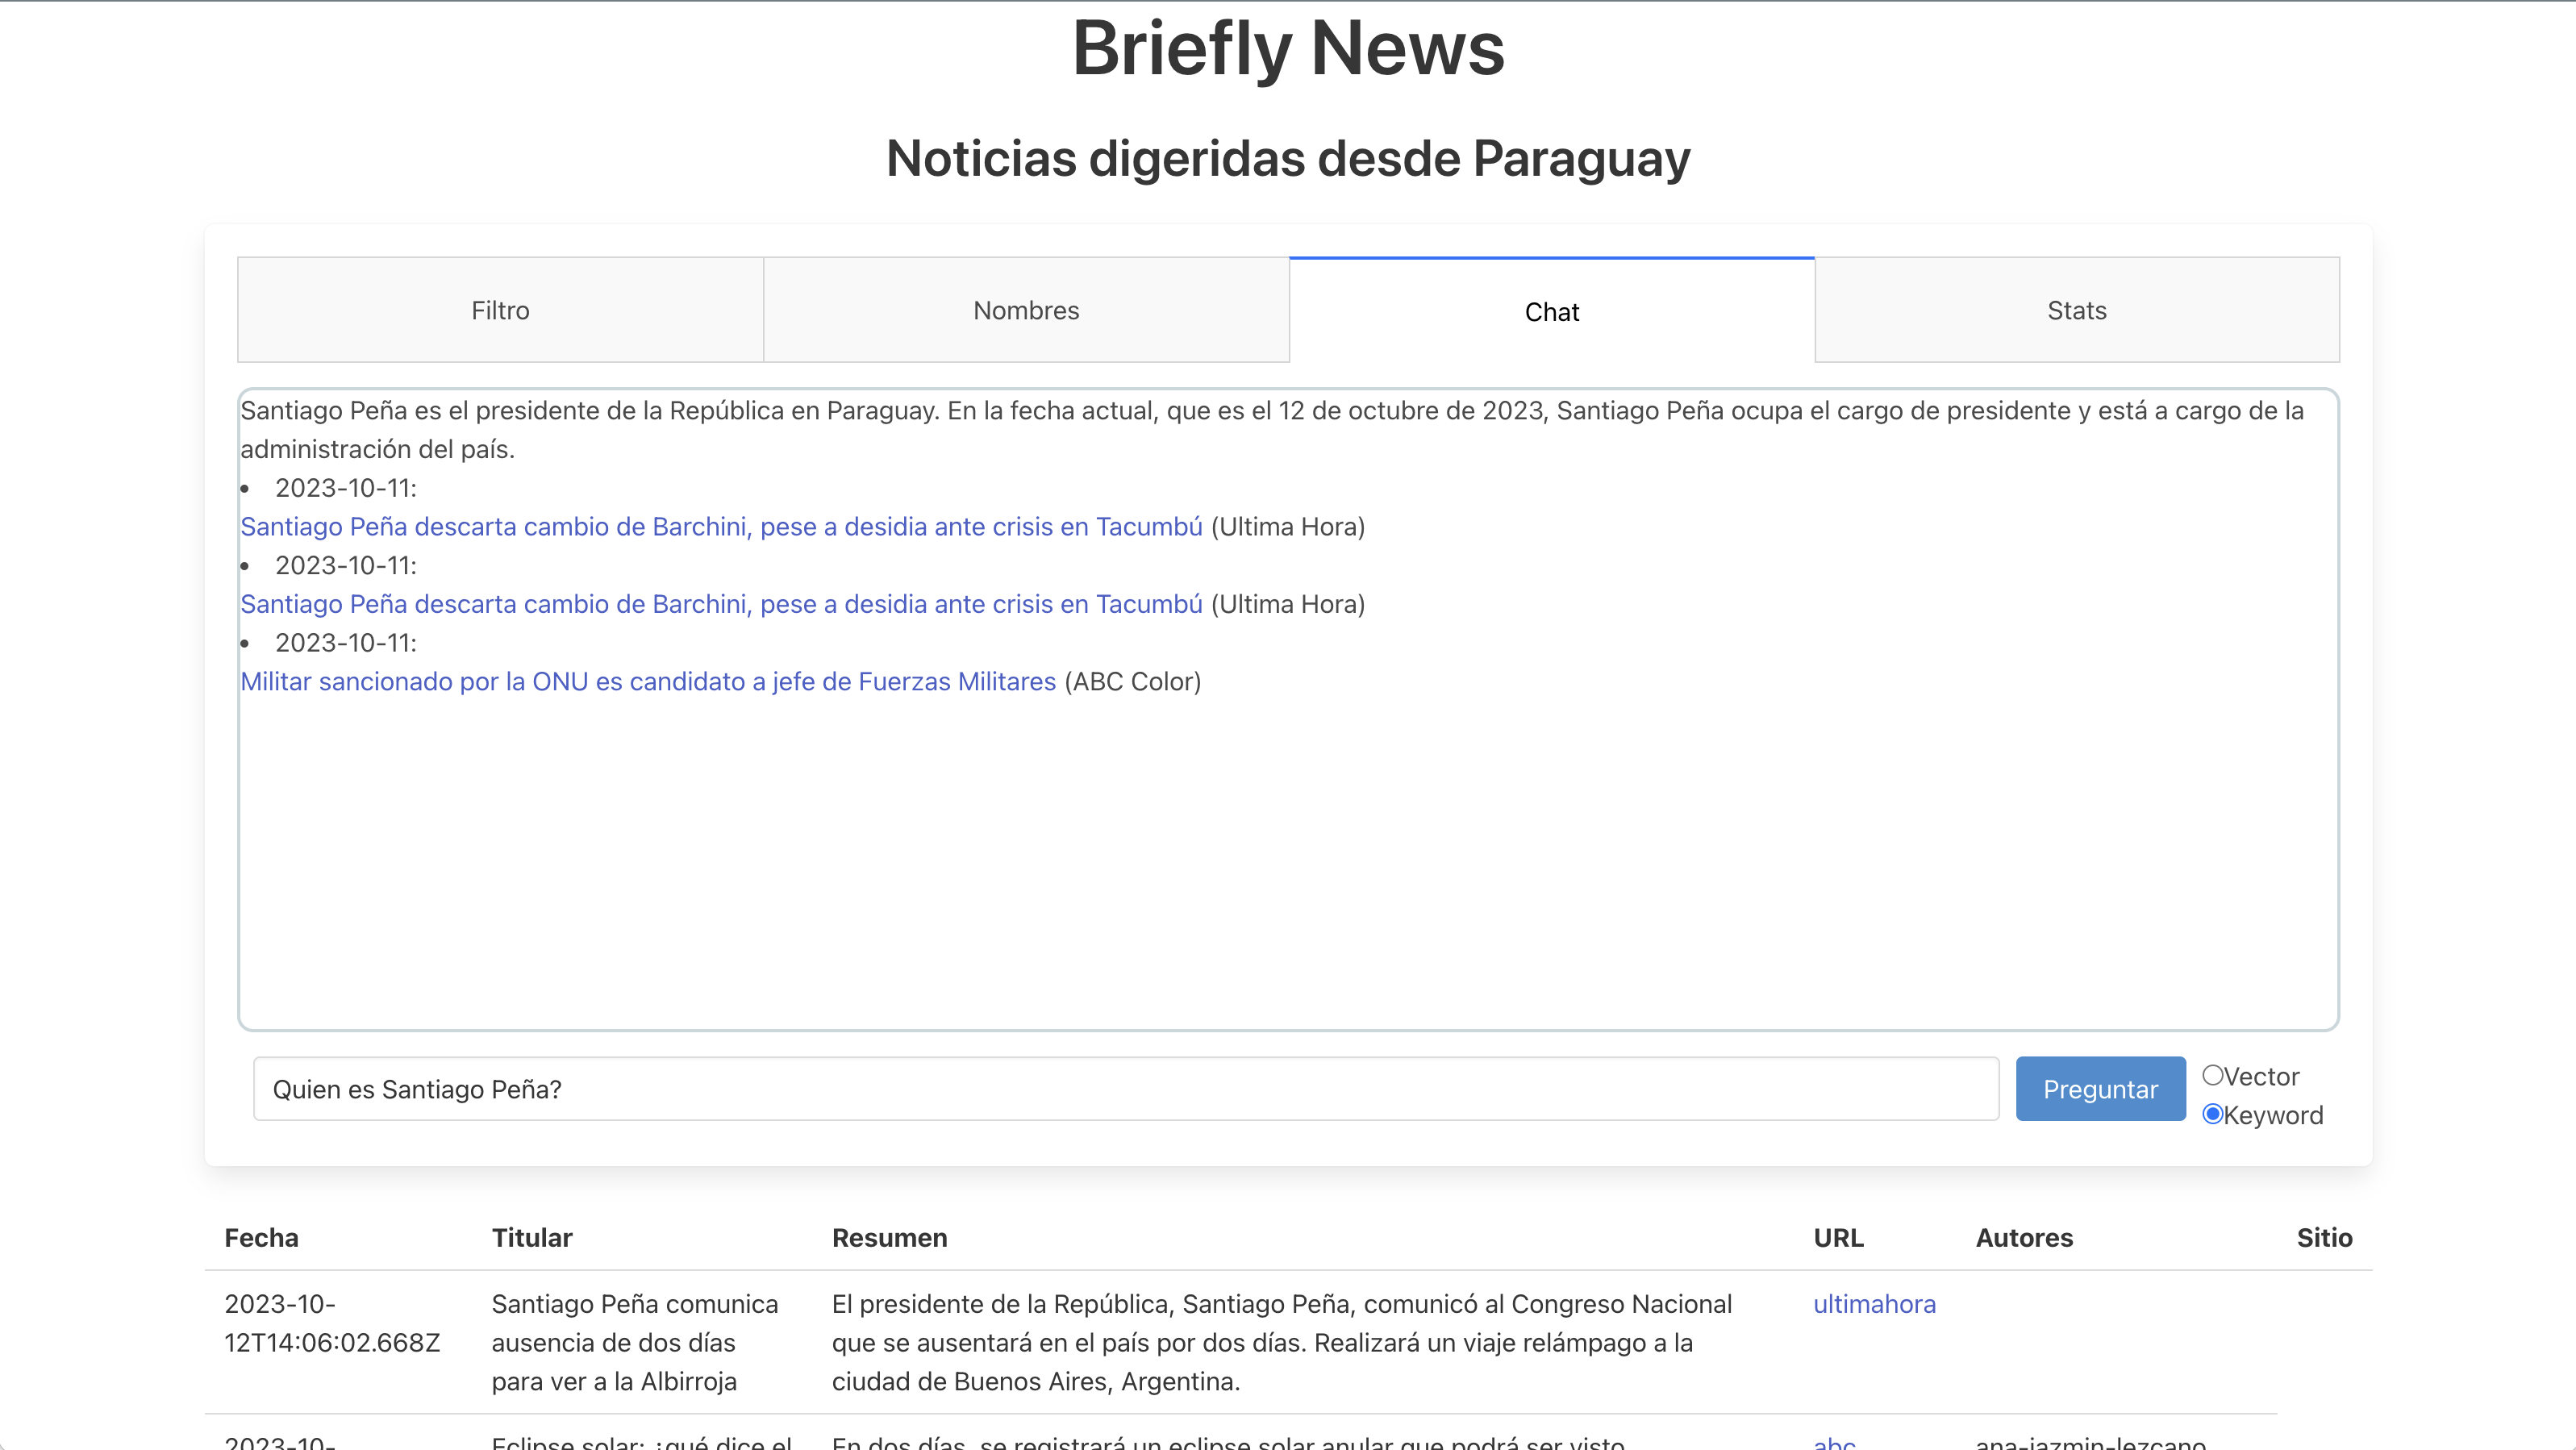 Briefly News
Noticias digeridas desde Paraguay
Filtro
Nombres
Chat
Stats
Santiago Peña es el presidente de la República en Paraguay. En la fecha actual, que es el 12 de octubre de 2023, Santiago Peña ocupa el cargo de presidente y está a cargo de la
administración del país.
• 2023-10-11:
Santiago Peña descarta cambio de Barchini, pese a desidia ante crisis en Tacumbú (Ultima Hora)
• 2023-10-11:
Santiago Peña descarta cambio de Barchini, pese a desidia ante crisis en Tacumbú (Ultima Hora)
• 2023-10-11:
Militar sancionado por la ONU es candidato a jefe de Fuerzas Militares (ABC Color)
Quien es Santiago Peña?
Preguntar
Vector
Keyword
Fecha Titular Resumen URL Autores Sitio
2023-10- Santiago Peña comunica El presidente de la República, Santiago Peña, comunicó al Congreso Nacional ultimahora
12T14:06:02.668Z ausencia de dos días que se ausentará en el país por dos días. Realizará un viaje relámpago a la
para ver a la Albirroja ciudad de Buenos Aires, Argentina.
2023-10- Eclipse solar: ¿qué dice el En dos días, se registrará un eclipse solar anular que podrá ser visto abc ana-jazmin-lezcano